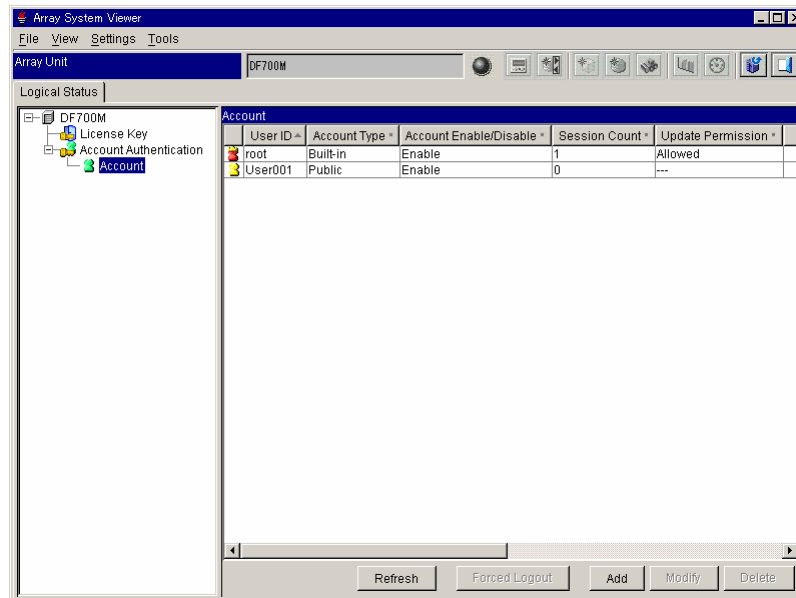 Array System Viewer
File View Settings Tools
Array Unit DF700M
Logical Status
DF700M
License Key
Account Authentication
Account
Account
User ID Account Type Account Enable/Disable Session Count Update Permission
root Built-in Enable 1 Allowed
User001 Public Enable 0 ---
Refresh Forced Logout Add Modify Delete